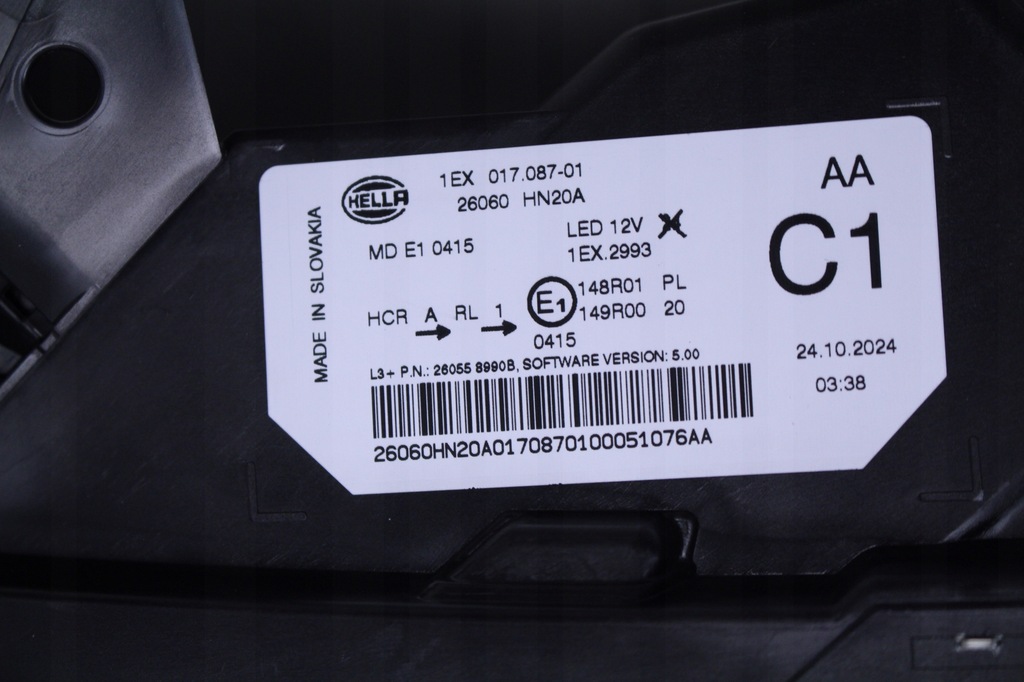 HELLA
1EX 017.087-01
26060 HN20A
AA
MADE IN SLOVAKIA
MD E1 0415
LED 12V
1EX.2993
C1
HCR A RL 1
E1
148R01 PL
149R00 20
0415
24.10.2024
03:38
L3+ P.N.: 26055 8990B, SOFTWARE VERSION: 5.00
26060HN20A0170870100051076AA